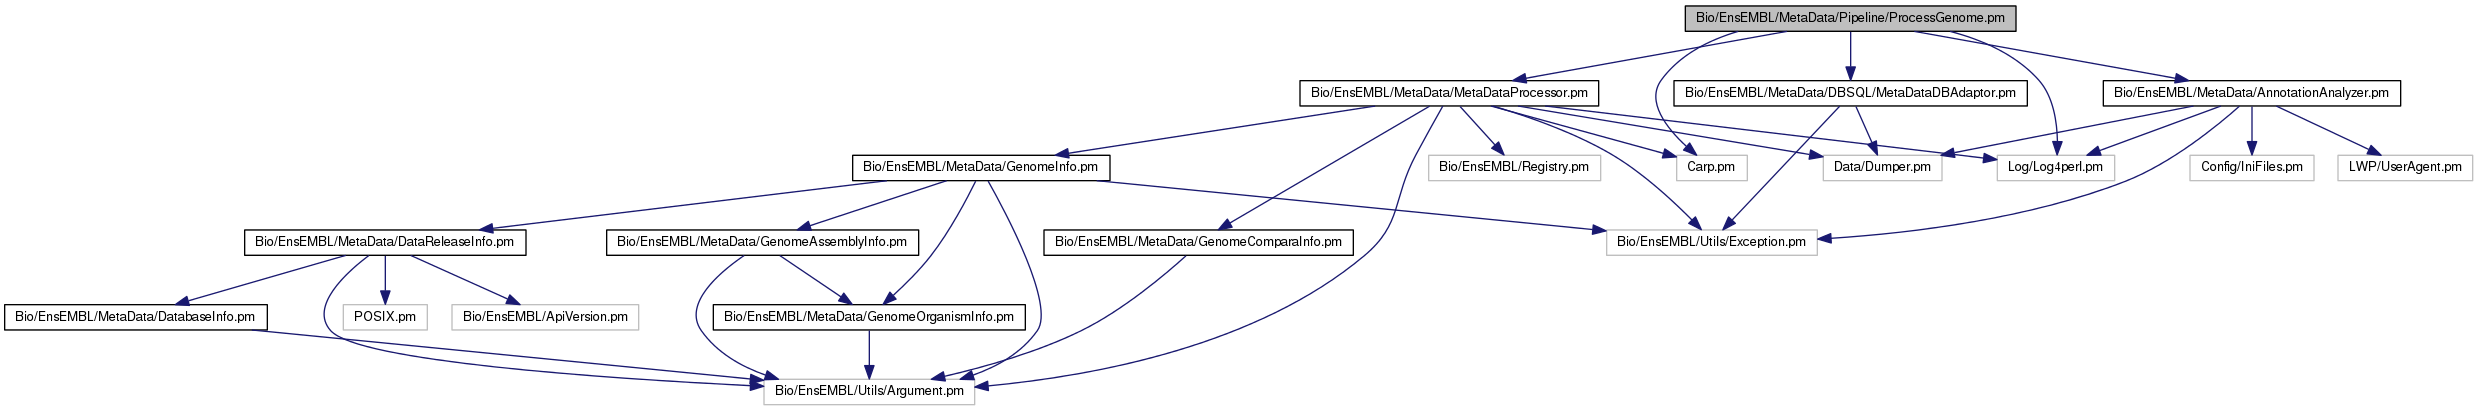 Bio/EnsEMBL/MetaData/Pipeline/ProcessGenome.pm
Bio/EnsEMBL/MetaData/MetaDataProcessor.pm
Bio/EnsEMBL/MetaData/DBSQL/MetaDataDBAdaptor.pm
Bio/EnsEMBL/MetaData/AnnotationAnalyzer.pm
Bio/EnsEMBL/MetaData/GenomeInfo.pm
Bio/EnsEMBL/Registry.pm
Carp.pm
Data/Dumper.pm
Log/Log4perl.pm
Config/IniFiles.pm
LWP/UserAgent.pm
Bio/EnsEMBL/MetaData/DataReleaseInfo.pm
Bio/EnsEMBL/MetaData/GenomeAssemblyInfo.pm
Bio/EnsEMBL/MetaData/GenomeComparaInfo.pm
Bio/EnsEMBL/Utils/Exception.pm
Bio/EnsEMBL/MetaData/DatabaseInfo.pm
POSIX.pm
Bio/EnsEMBL/ApiVersion.pm
Bio/EnsEMBL/MetaData/GenomeOrganismInfo.pm
Bio/EnsEMBL/Utils/Argument.pm